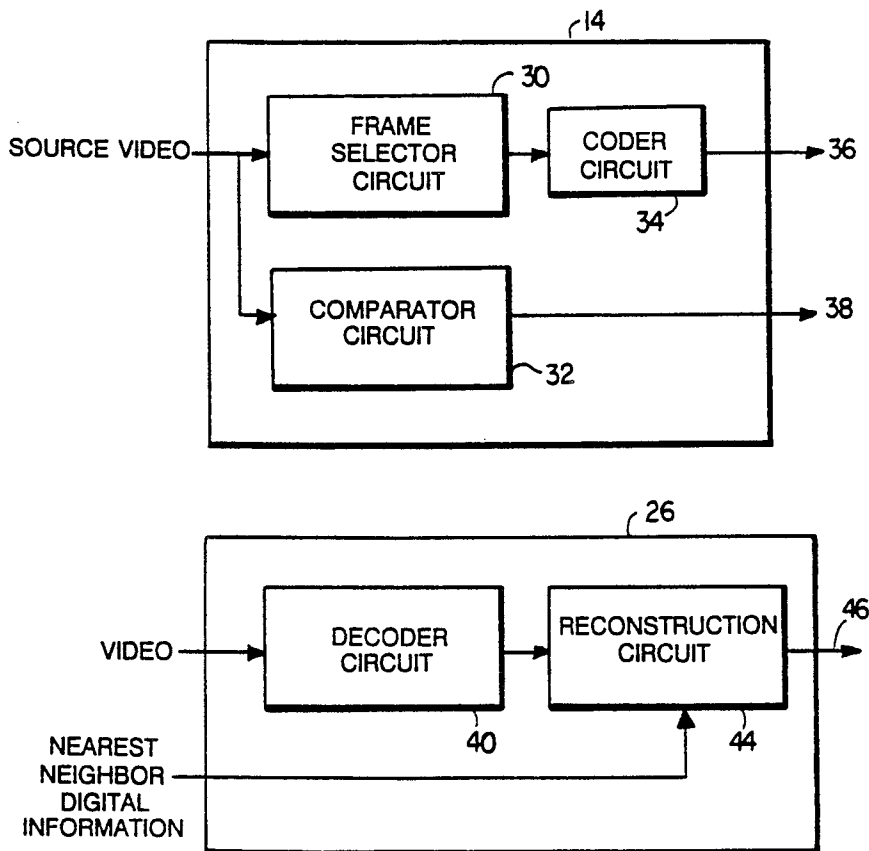 14
30
FRAME
SELECTOR
CIRCUIT
CODER
CIRCUIT
34
SOURCE VIDEO
36
COMPARATOR
CIRCUIT
32
38
26
VIDEO
DECODER
CIRCUIT
40
RECONSTRUCTION
CIRCUIT
44
46
NEAREST
NEIGHBOR
DIGITAL
INFORMATION